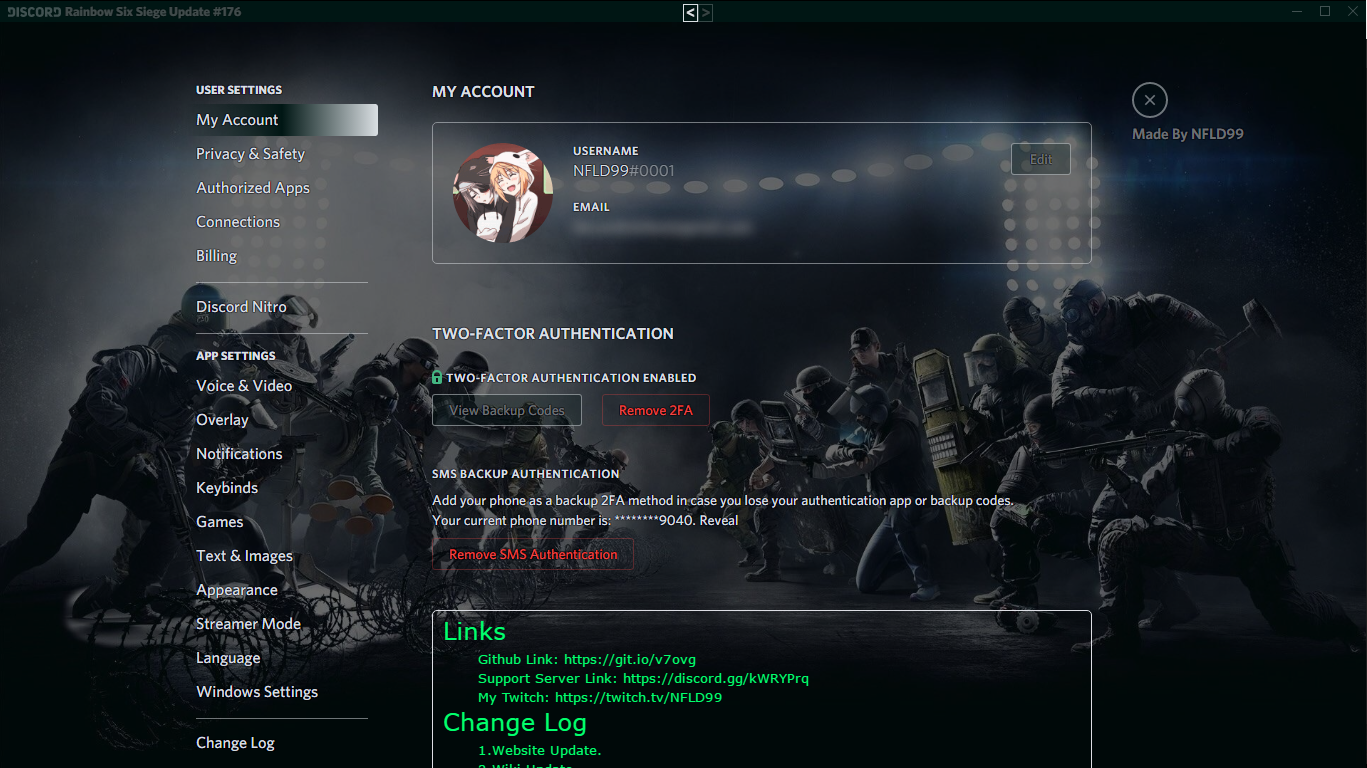 DISCORD Rainbow Six Siege Update #176
< >
USER SETTINGS
My Account
Privacy & Safety
Authorized Apps
Connections
Billing
Discord Nitro
APP SETTINGS
Voice & Video
Overlay
Notifications
Keybinds
Games
Text & Images
Appearance
Streamer Mode
Language
Windows Settings
Change Log
MY ACCOUNT
USERNAME
NFLD99#0001
Edit
EMAIL
Made By NFLD99
TWO-FACTOR AUTHENTICATION
TWO-FACTOR AUTHENTICATION ENABLED
View Backup Codes
Remove 2FA
SMS BACKUP AUTHENTICATION
Add your phone as a backup 2FA method in case you lose your authentication app or backup codes.
Your current phone number is: ********9040. Reveal
Remove SMS Authentication
Links
Github Link: https://git.io/v7ovg
Support Server Link: https://discord.gg/kWRYPrq
My Twitch: https://twitch.tv/NFLD99
Change Log
1.Website Update.
2.Wiki Update